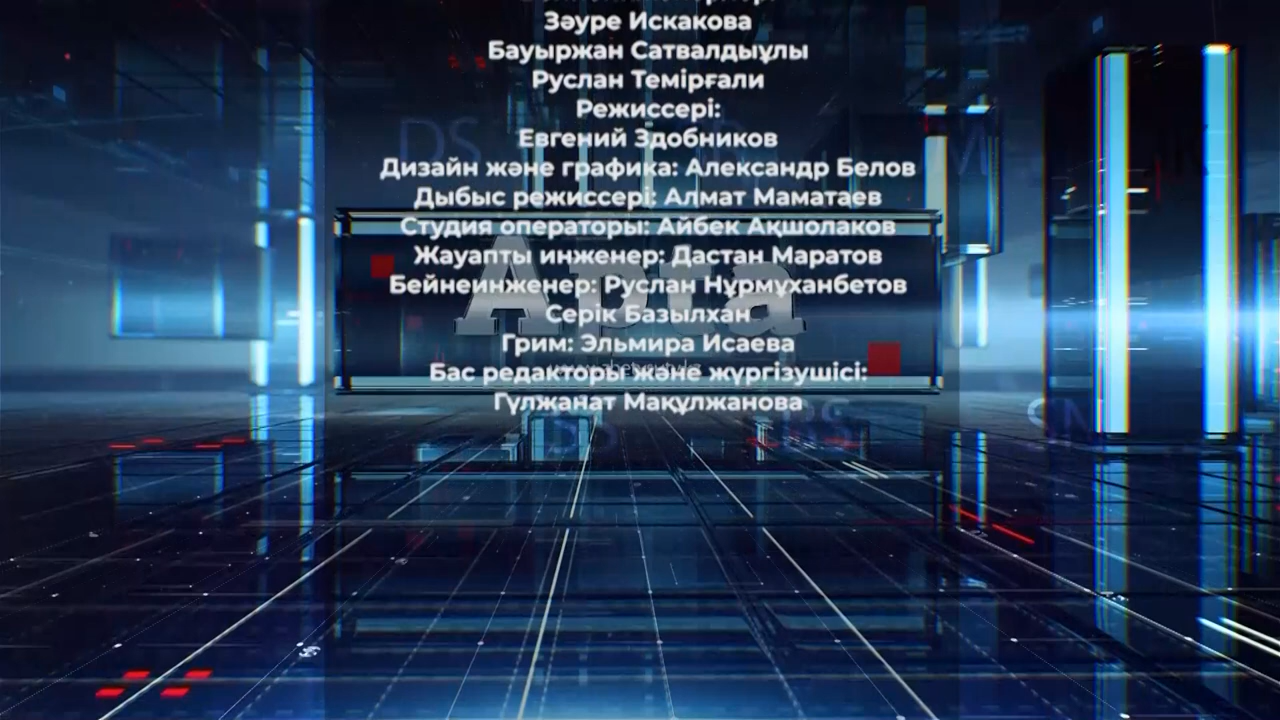 Зәуре Искакова
Бауыржан Сатвалдыұлы
Руслан Темірғали
Режиссері:
Евгений Здобников
Дизайн және графика: Александр Белов
Дыбыс режиссері: Алмат Маматаев
Студия операторы: Айбек Ақшолаков
Жауапты инженер: Дастан Маратов
Бейнеинженер: Руслан Нұрмұханбетов
Серік Базылхан
Грим: Эльмира Исаева
Бас редакторы және жүргізушісі:
Гүлжанат Мақұлжанова
Арта